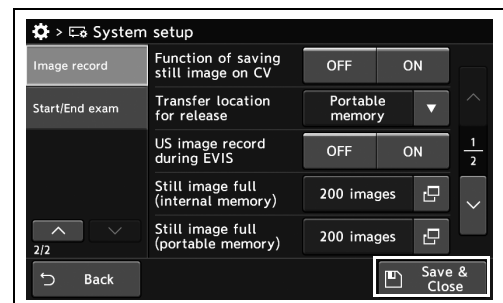 > System setup
Image record
Start/End exam
2/2
Back
Function of saving
still image on CV
OFF ON
Transfer location
for release
Portable
memory
US image record
during EVIS
OFF ON
Still image full
(internal memory)
200 images
Still image full
(portable memory)
200 images
1
2
Save &
Close